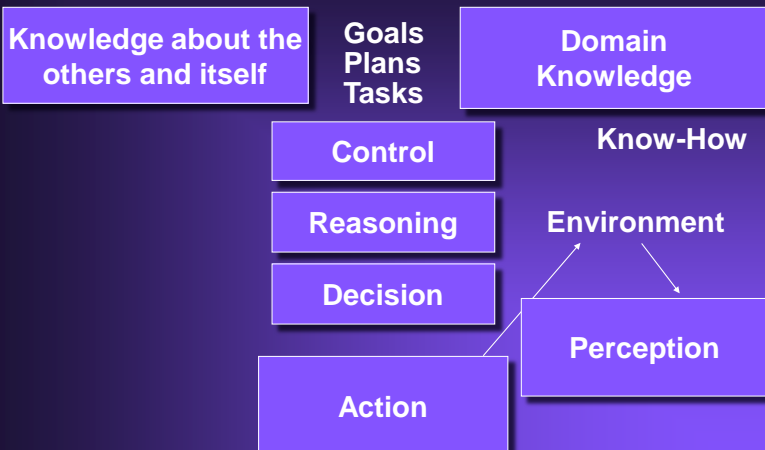 Knowledge about the
others and itself
Goals
Plans
Tasks
Domain
Knowledge
Control
Know-How
Reasoning
Environment
Decision
Perception
Action